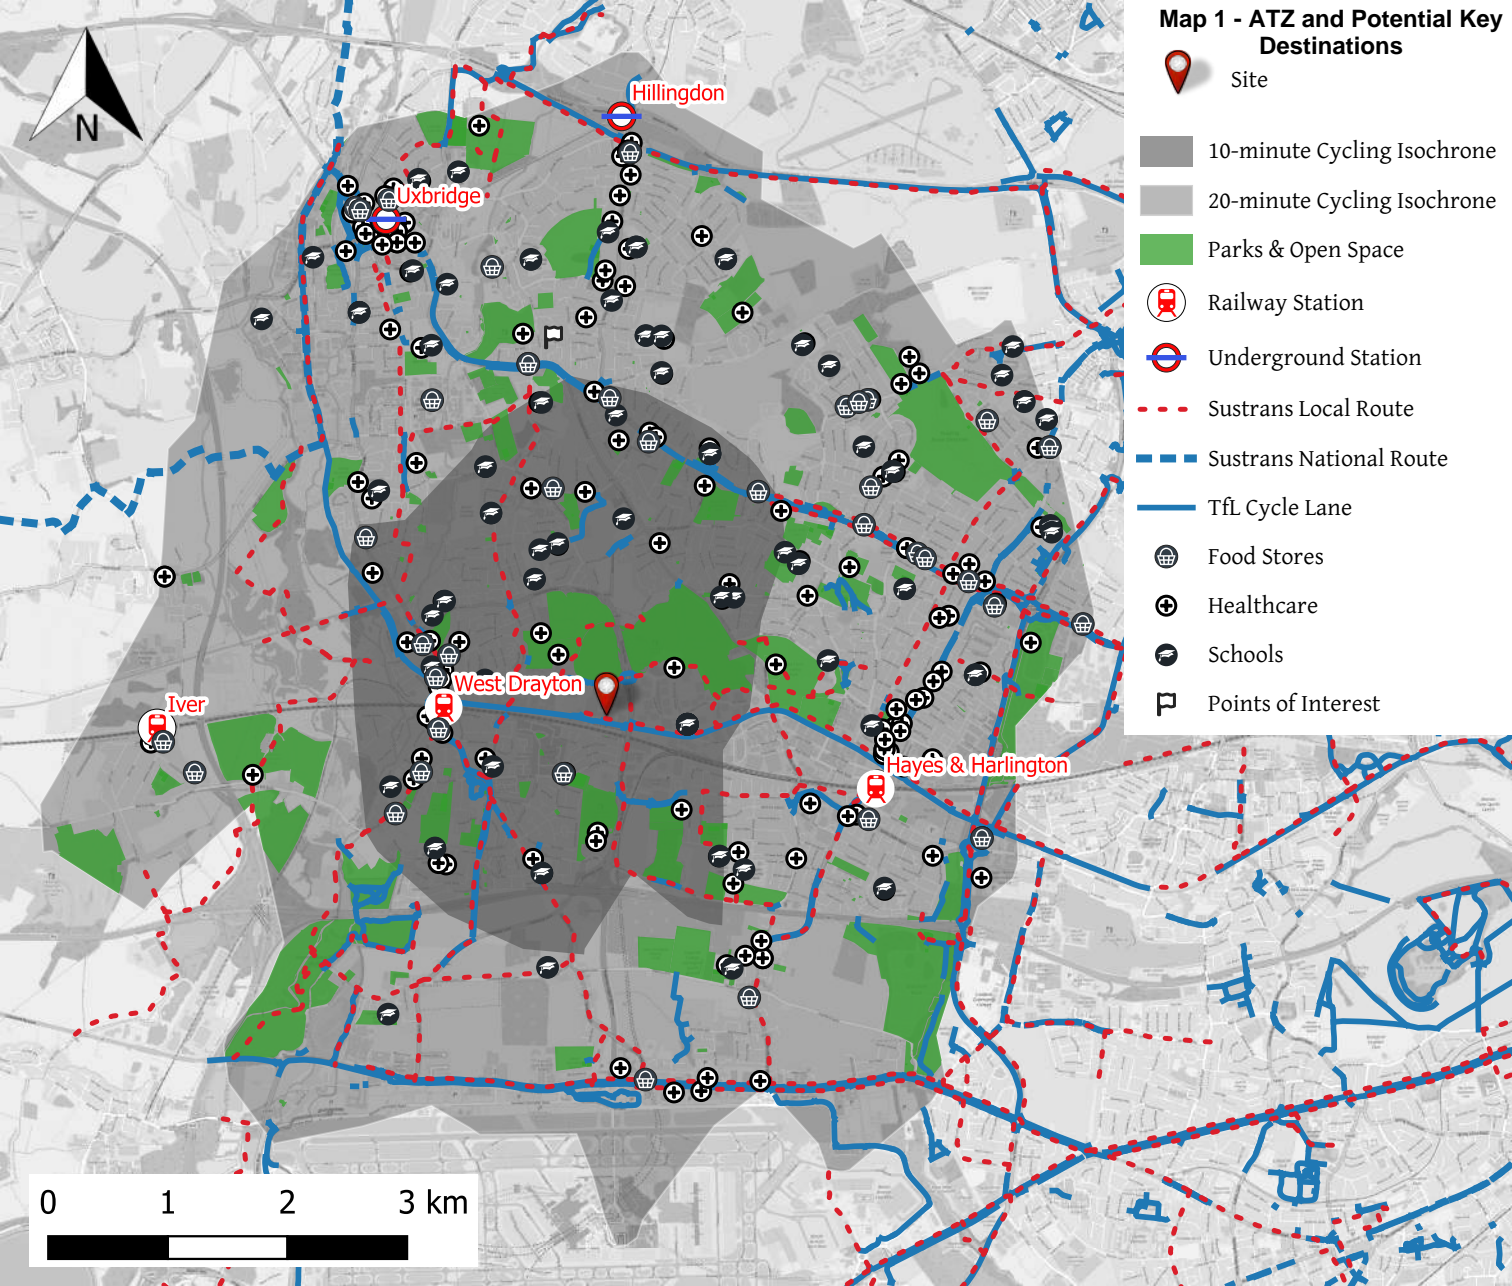 Map 1 - ATZ and Potential Key
Destinations
Site
10-minute Cycling Isochrone
20-minute Cycling Isochrone
Parks & Open Space
Railway Station
Underground Station
Sustrans Local Route
Sustrans National Route
TfL Cycle Lane
Food Stores
Healthcare
Schools
Points of Interest
N
Hillingdon
Uxbridge
West Drayton
Iver
Hayes & Harlington
0 1 2 3 km